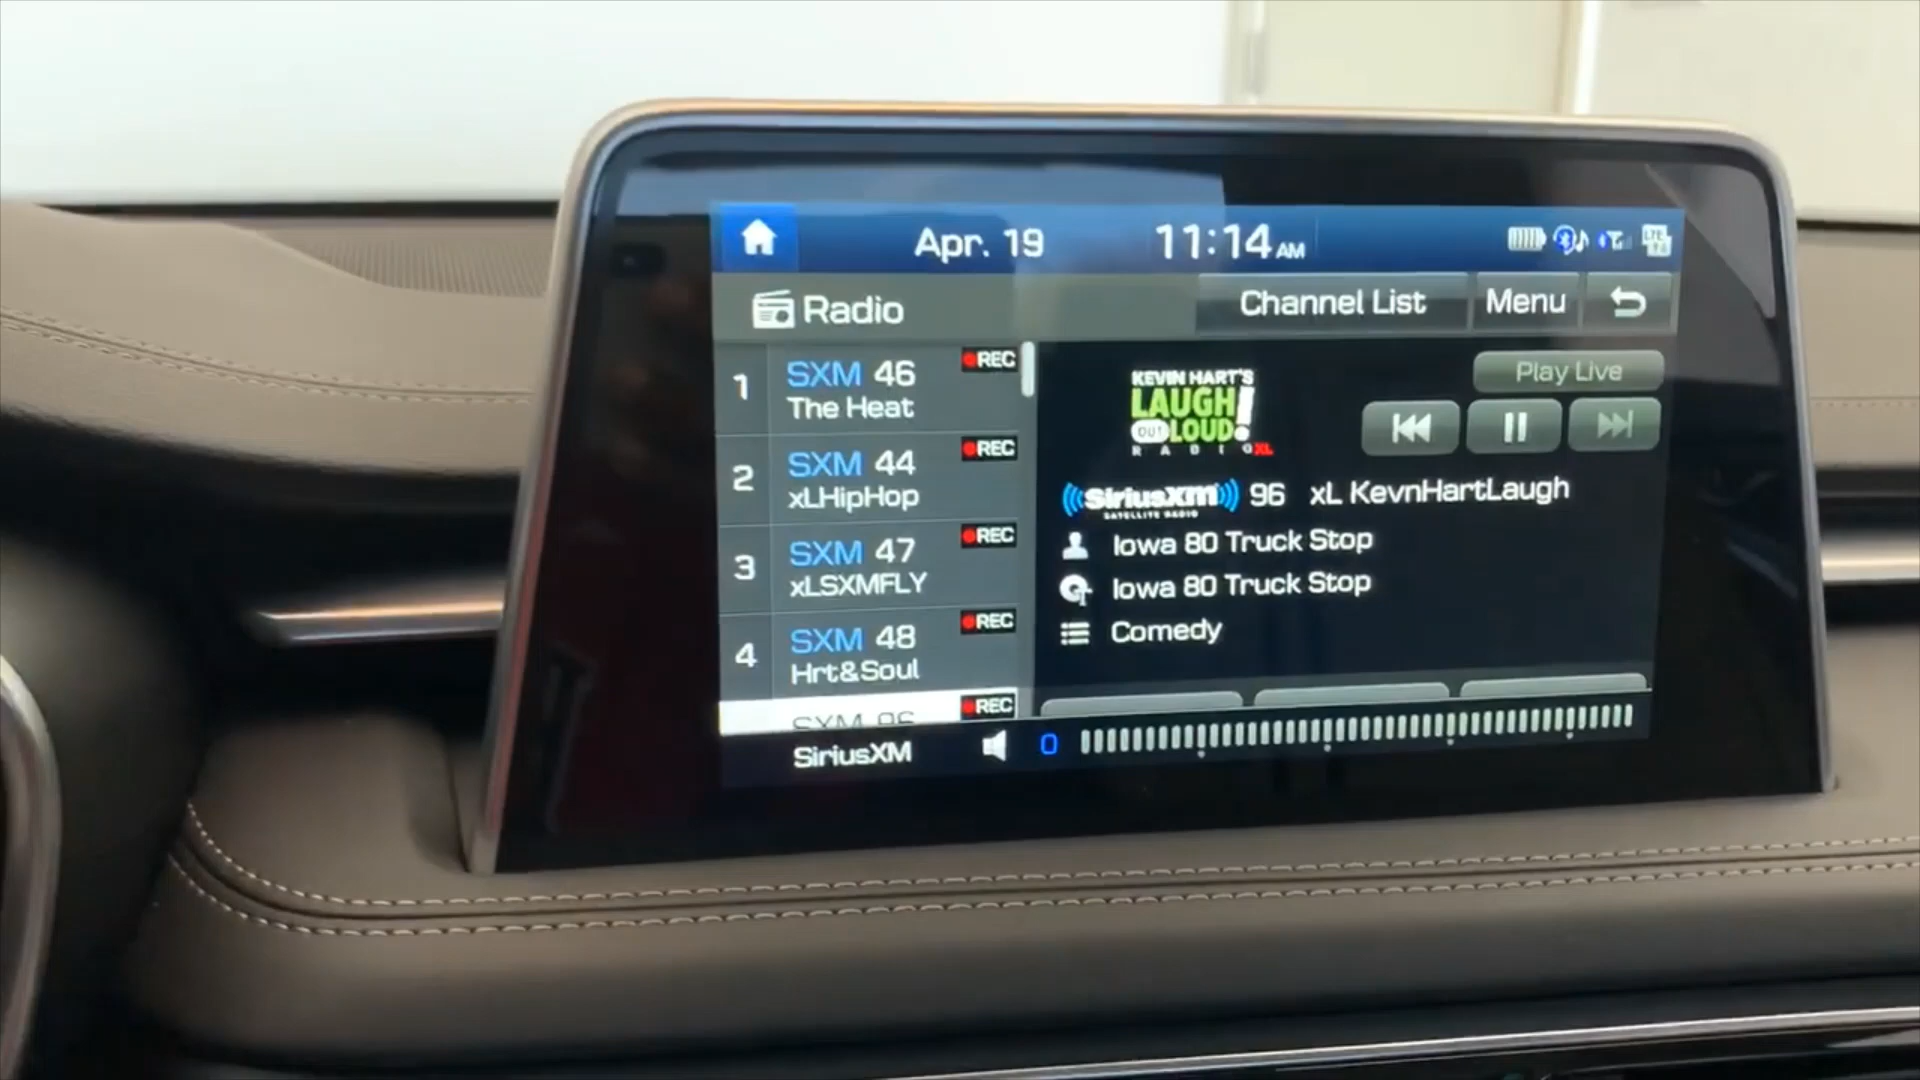 Apr. 19
11:14 AM
Radio
Channel List
Menu
1
SXM 46
REC
The Heat
2
SXM 44
REC
xLHipHop
3
SXM 47
REC
xLSXMFLY
4
SXM 48
REC
Hrt&Soul
SXM 96
REC
KEVIN HART'S
LAUGH
OUT LOUD!
RADIO XL
Play Live
SiriusXM 96 xL KevnHartLaugh
SATELLITE RADIO
Iowa 80 Truck Stop
Iowa 80 Truck Stop
Comedy
SiriusXM
0